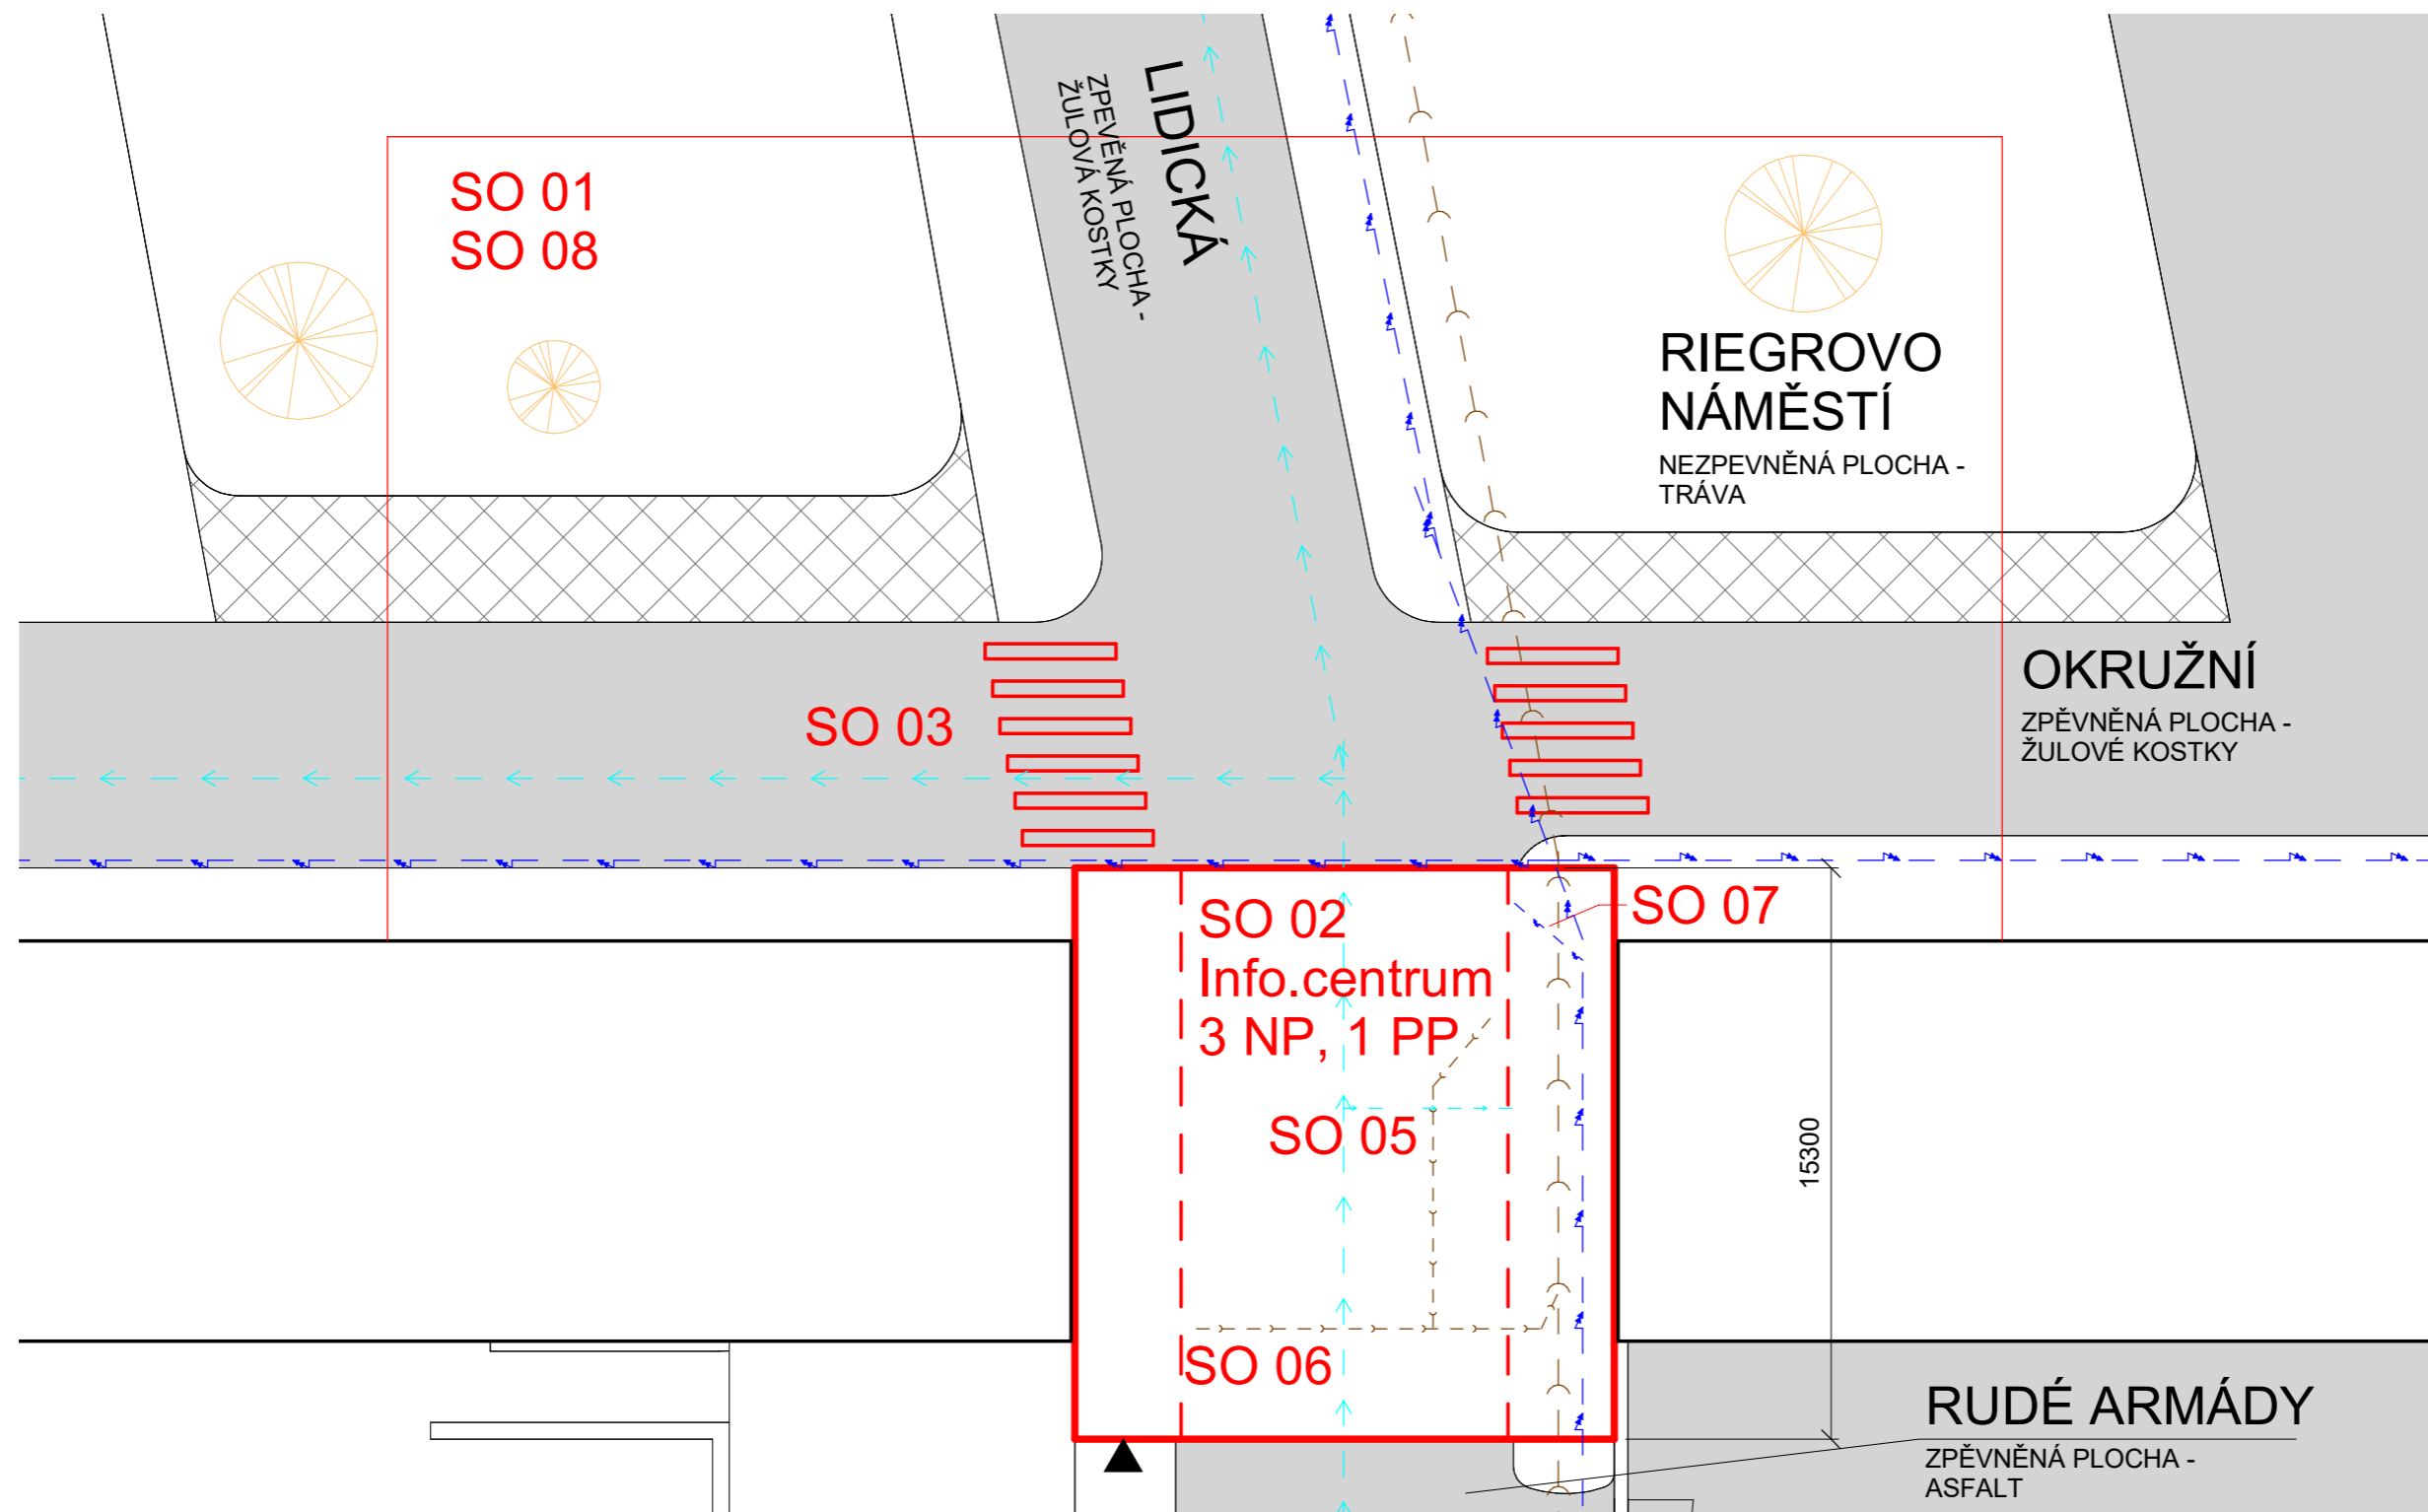 LIDICKÁ
ZPEVĚNÁ PLOCHA -
ŽULOVÁ KOSTKY
SO 01
SO 08
RIEGROVO
NÁMĚSTÍ
NEZPEVNĚNÁ PLOCHA -
TRÁVA
OKRUŽNÍ
ZPĚVNĚNÁ PLOCHA -
ŽULOVÉ KOSTKY
SO 03
SO 02
Info.centrum
3 NP, 1 PP
SO 07
SO 05
15300
SO 06
RUDÉ ARMÁDY
ZPĚVNĚNÁ PLOCHA -
ASFALT